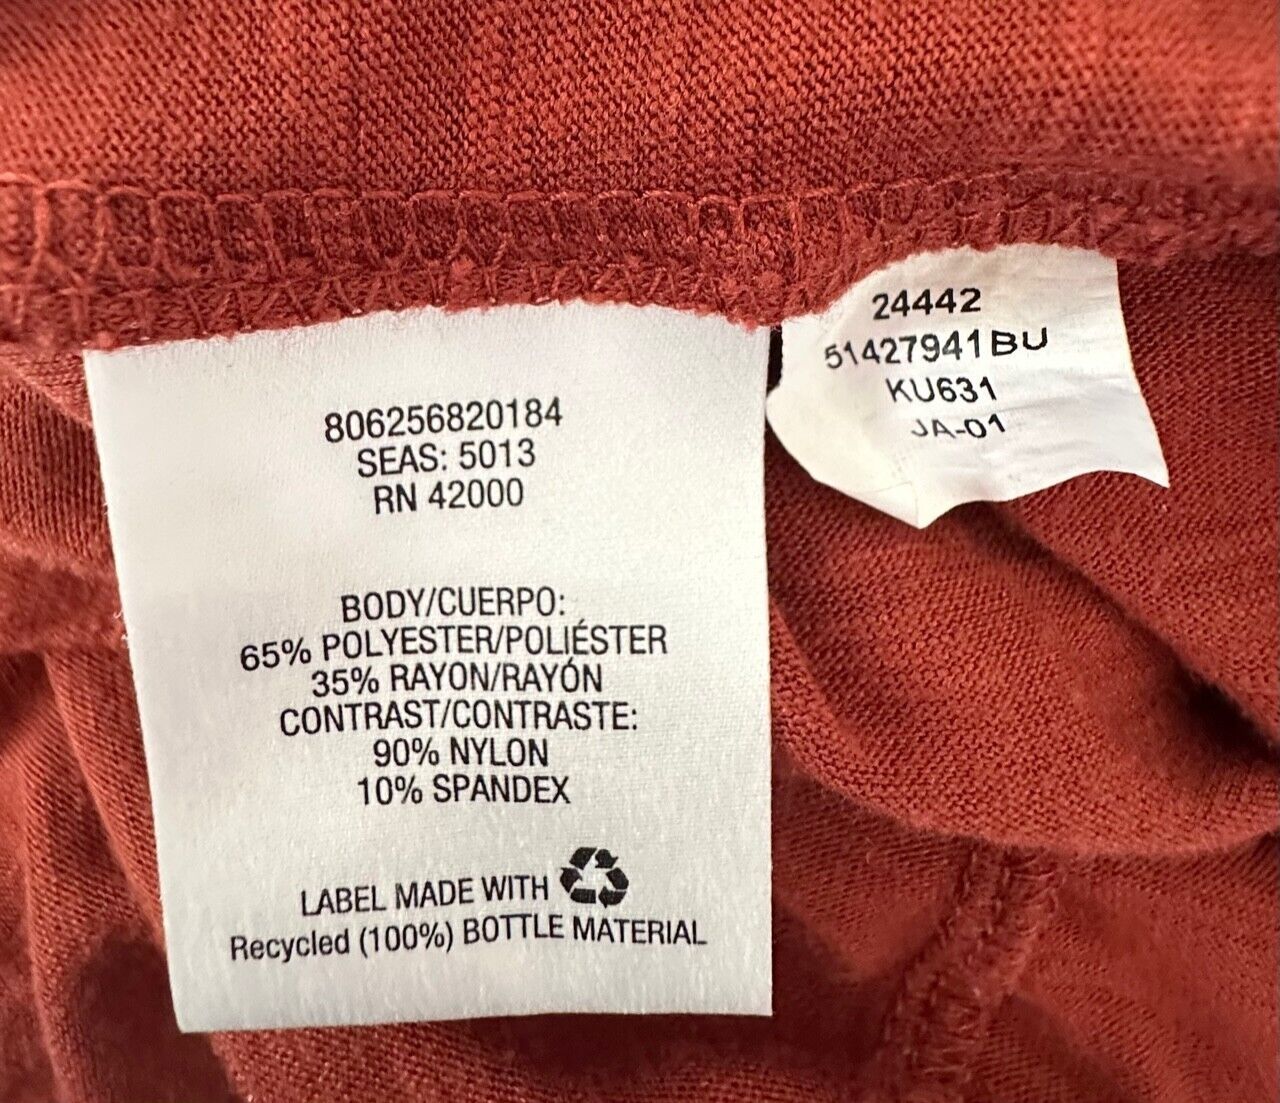 806256820184
SEAS: 5013
RN 42000
BODY/CUERPO:
65% POLYESTER/POLIÉSTER
35% RAYON/RAYÓN
CONTRAST/CONTRASTE:
90% NYLON
10% SPANDEX
LABEL MADE WITH
Recycled (100%) BOTTLE MATERIAL
24442
51427941BU
KU631
JA-01